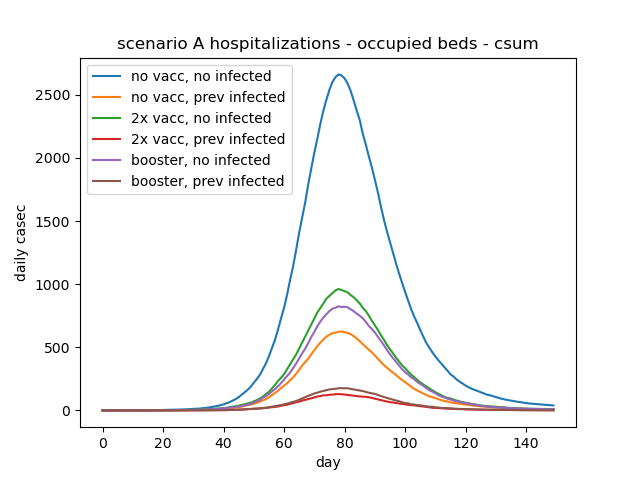 scenario A hospitalizations - occupied beds - csum
no vacc, no infected
no vacc, prev infected
2x vacc, no infected
2x vacc, prev infected
booster, no infected
booster, prev infected
2500
2000
1500
1000
500
0
daily casec
0 20 40 60 80 100 120 140
day